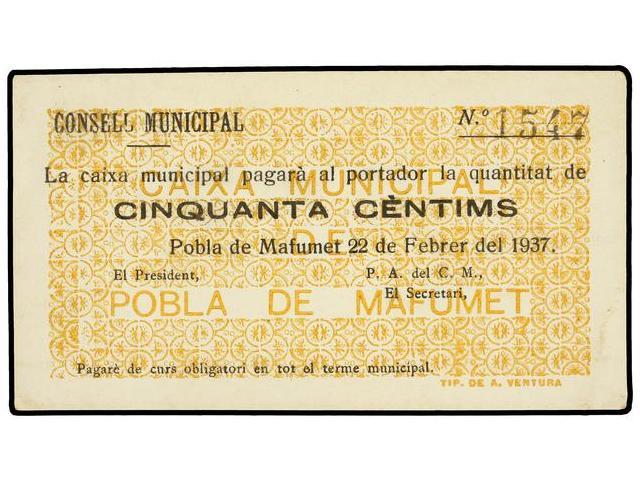 CONSELL MUNICIPAL
N.º 1547
La caixa municipal pagarà al portador la quantitat de
CAIXA MUNICIPAL
CINQUANTA CÈNTIMS
DE
Pobla de Mafumet 22 de Febrer del 1937.
El President,
P. A. del C. M.,
El Secretari,
POBLA DE MAFUMET
Pagarè de curs obligatori en tot el terme municipal.
TIP. DE A. VENTURA